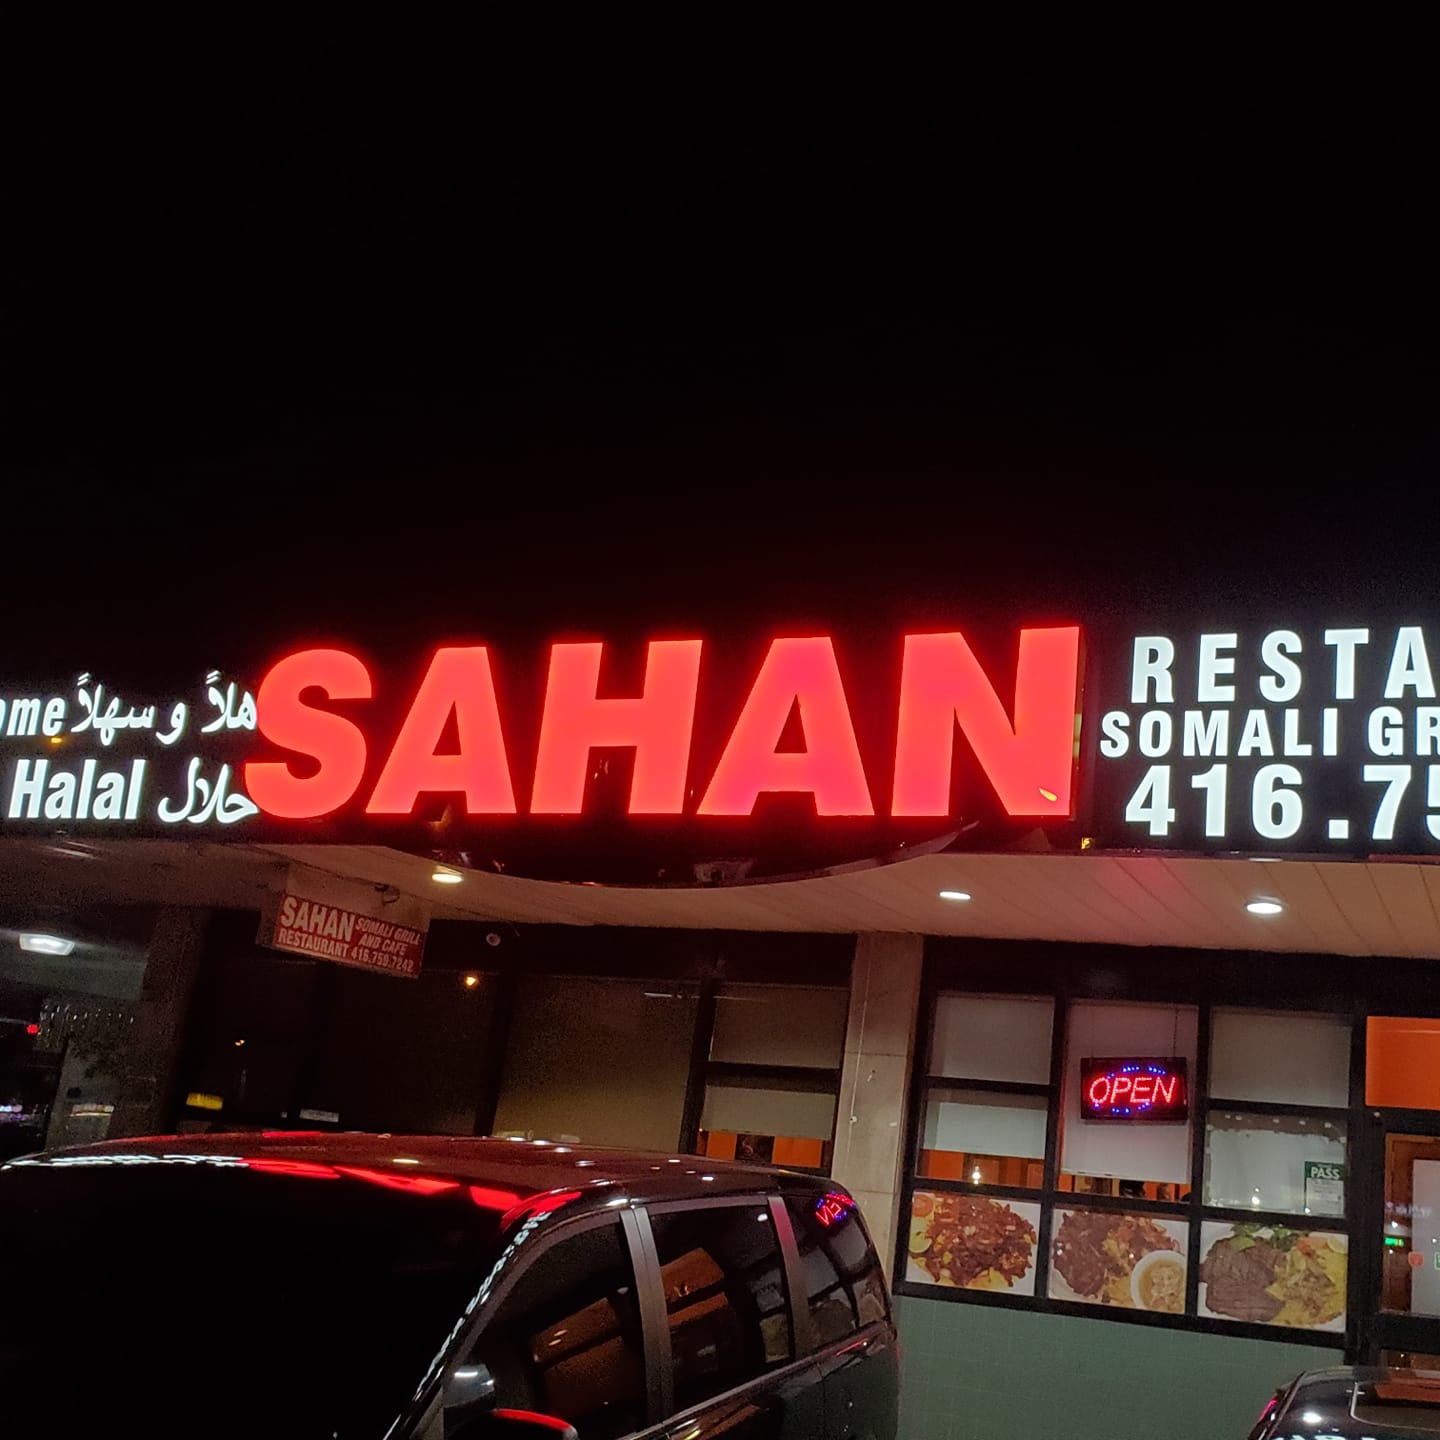 ome هلاً و سهلاً
Halal حلال
SAHAN
RESTA
SOMALI GR
416.75
SAHAN SOMALI GRILL AND CAFE
RESTAURANT 416.759.7242
OPEN
PASS